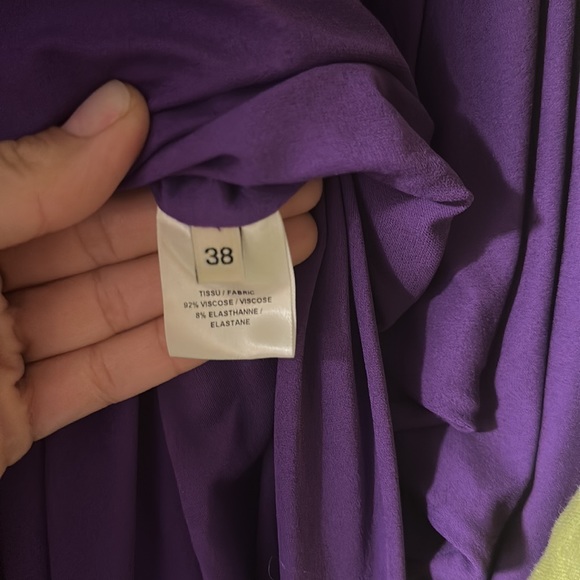 38
TISSU / FABRIC
92% VISCOSE / VISCOSE
8% ELASTHANNE /
ELASTANE